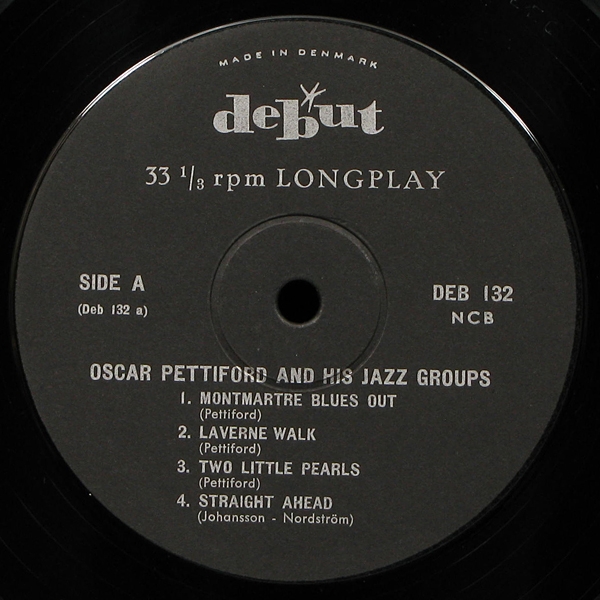 MADE IN DENMARK
debut
33 1/3 rpm LONGPLAY
SIDE A
(Deb 132 a)
DEB 132
NCB
OSCAR PETTIFORD AND HIS JAZZ GROUPS
1. MONTMARTRE BLUES OUT
(Pettiford)
2. LAVERNE WALK
(Pettiford)
3. TWO LITTLE PEARLS
(Pettiford)
4. STRAIGHT AHEAD
(Johansson - Nordström)